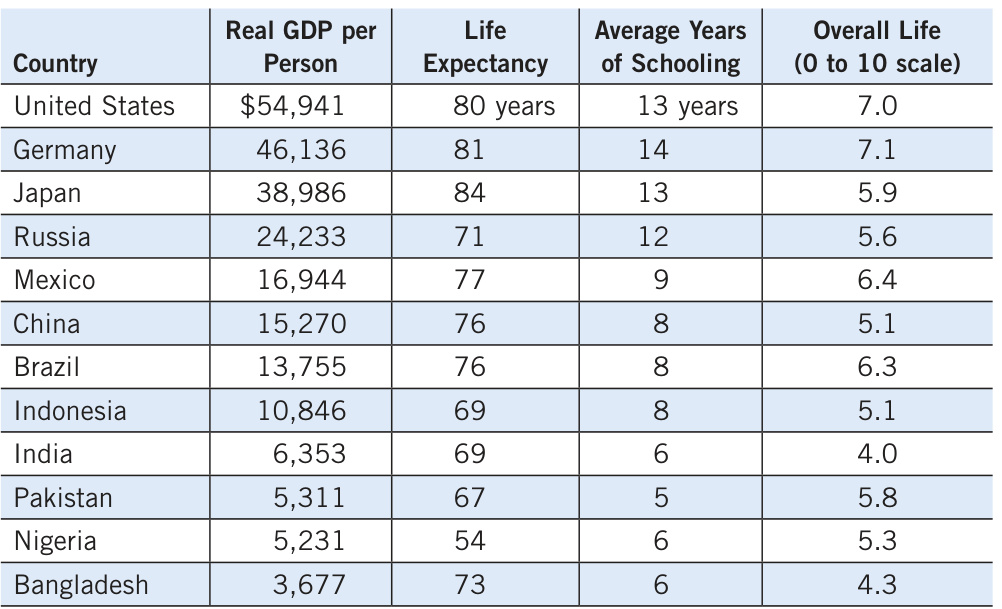 Country Real GDP per Person Life Expectancy Average Years of Schooling Overall Life (0 to 10 scale)
United States $54,941 80 years 13 years 7.0
Germany 46,136 81 14 7.1
Japan 38,986 84 13 5.9
Russia 24,233 71 12 5.6
Mexico 16,944 77 9 6.4
China 15,270 76 8 5.1
Brazil 13,755 76 8 6.3
Indonesia 10,846 69 8 5.1
India 6,353 69 6 4.0
Pakistan 5,311 67 5 5.8
Nigeria 5,231 54 6 5.3
Bangladesh 3,677 73 6 4.3